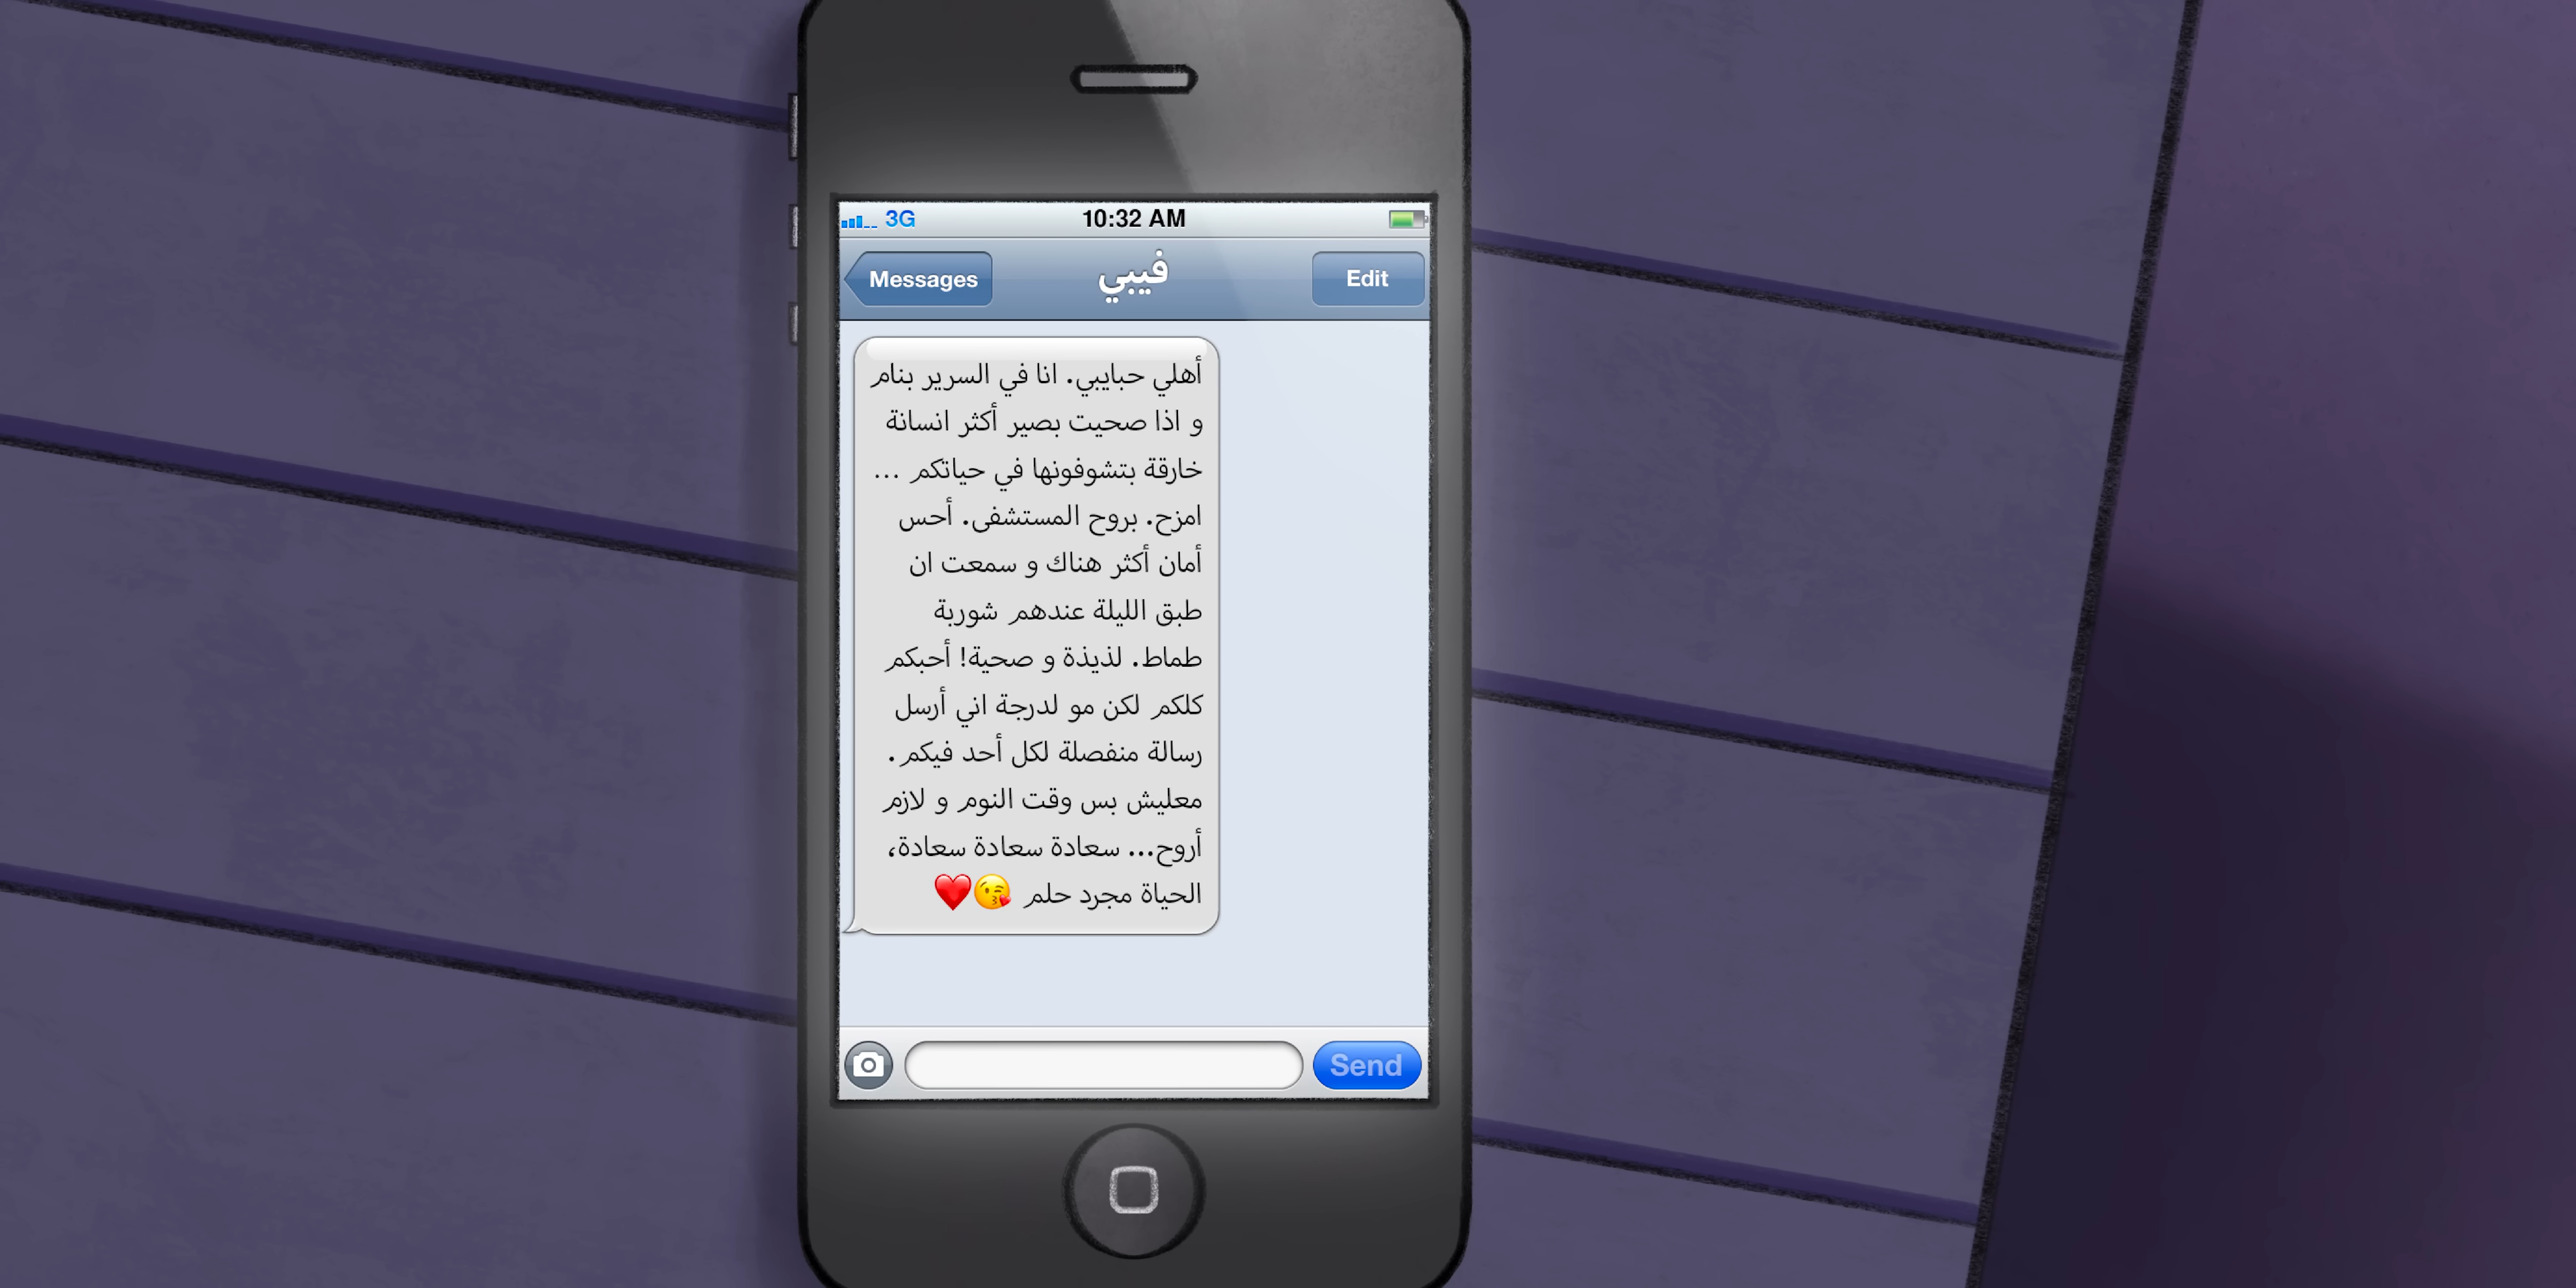 3G
10:32 AM
Messages
فيبي
Edit
أهلي حبايبي. انا في السرير بنام
و اذا صحيت بصير أكثر انسانة
خارقة بتشوفونها في حياتكم ...
امزح. بروح المستشفى. أحس
أمان أكثر هناك و سمعت ان
طبق الليلة عندهم شوربة
طماط. لذيذة و صحية! أحبكم
كلكم لكن مو لدرجة اني أرسل
رسالة منفصلة لكل أحد فيكم.
معليش بس وقت النوم و لازم
أروح... سعادة سعادة سعادة،
الحياة مجرد حلم 😘❤️
Send